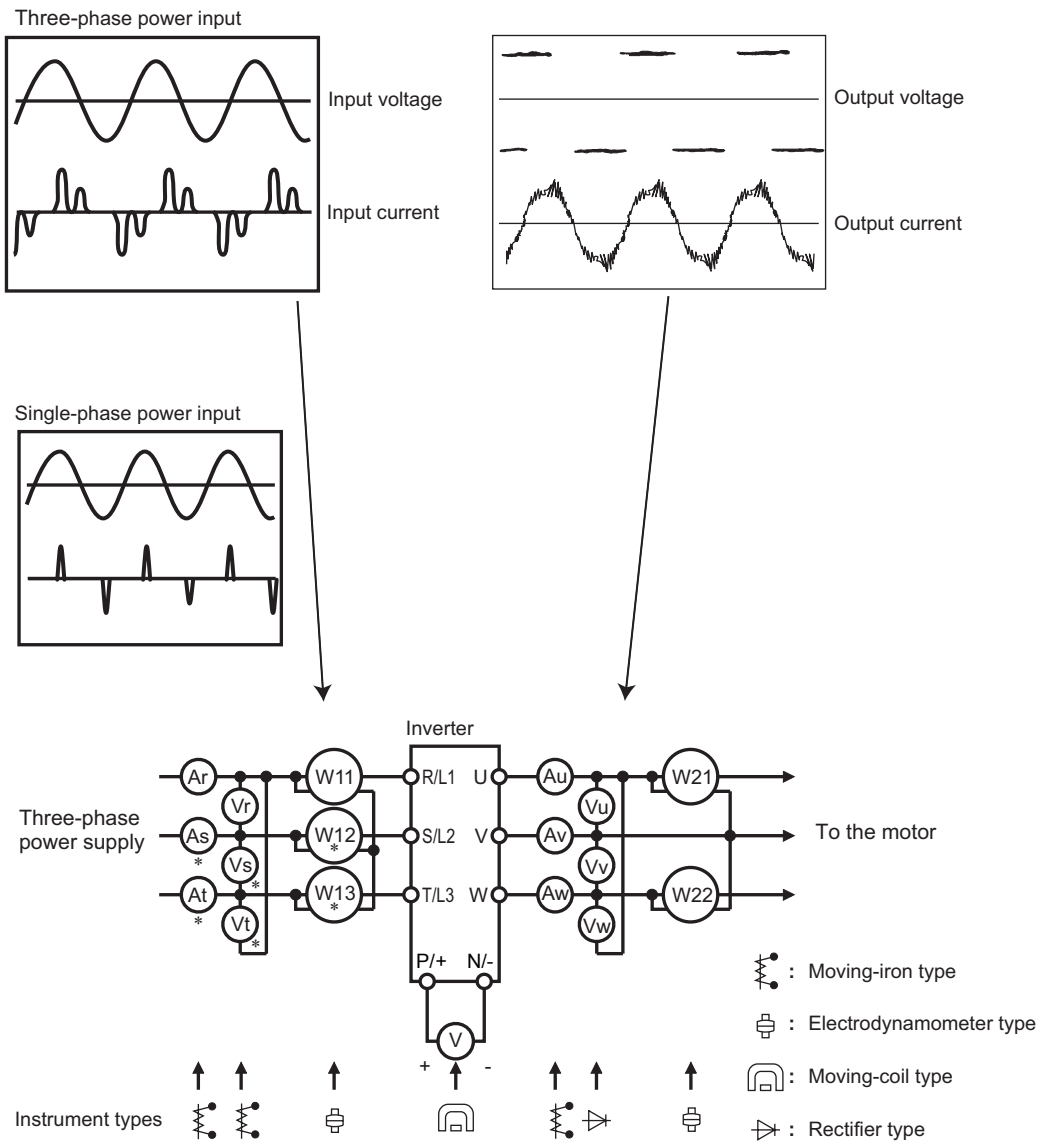 Three-phase power input
Input voltage
Output voltage
Input current
Output current
Single-phase power input
Inverter
Ar
W11
R/L1
U
Au
W21
Vr
Vu
Three-phase
power supply
As
*
W12
*
S/L2
V
Av
To the motor
Vs
*
Vv
At
*
W13
*
T/L3
W
Aw
W22
Vt
*
Vw
P/+
N/-
V
+
-
: Moving-iron type
: Electrodynamometer type
: Moving-coil type
: Rectifier type
Instrument types